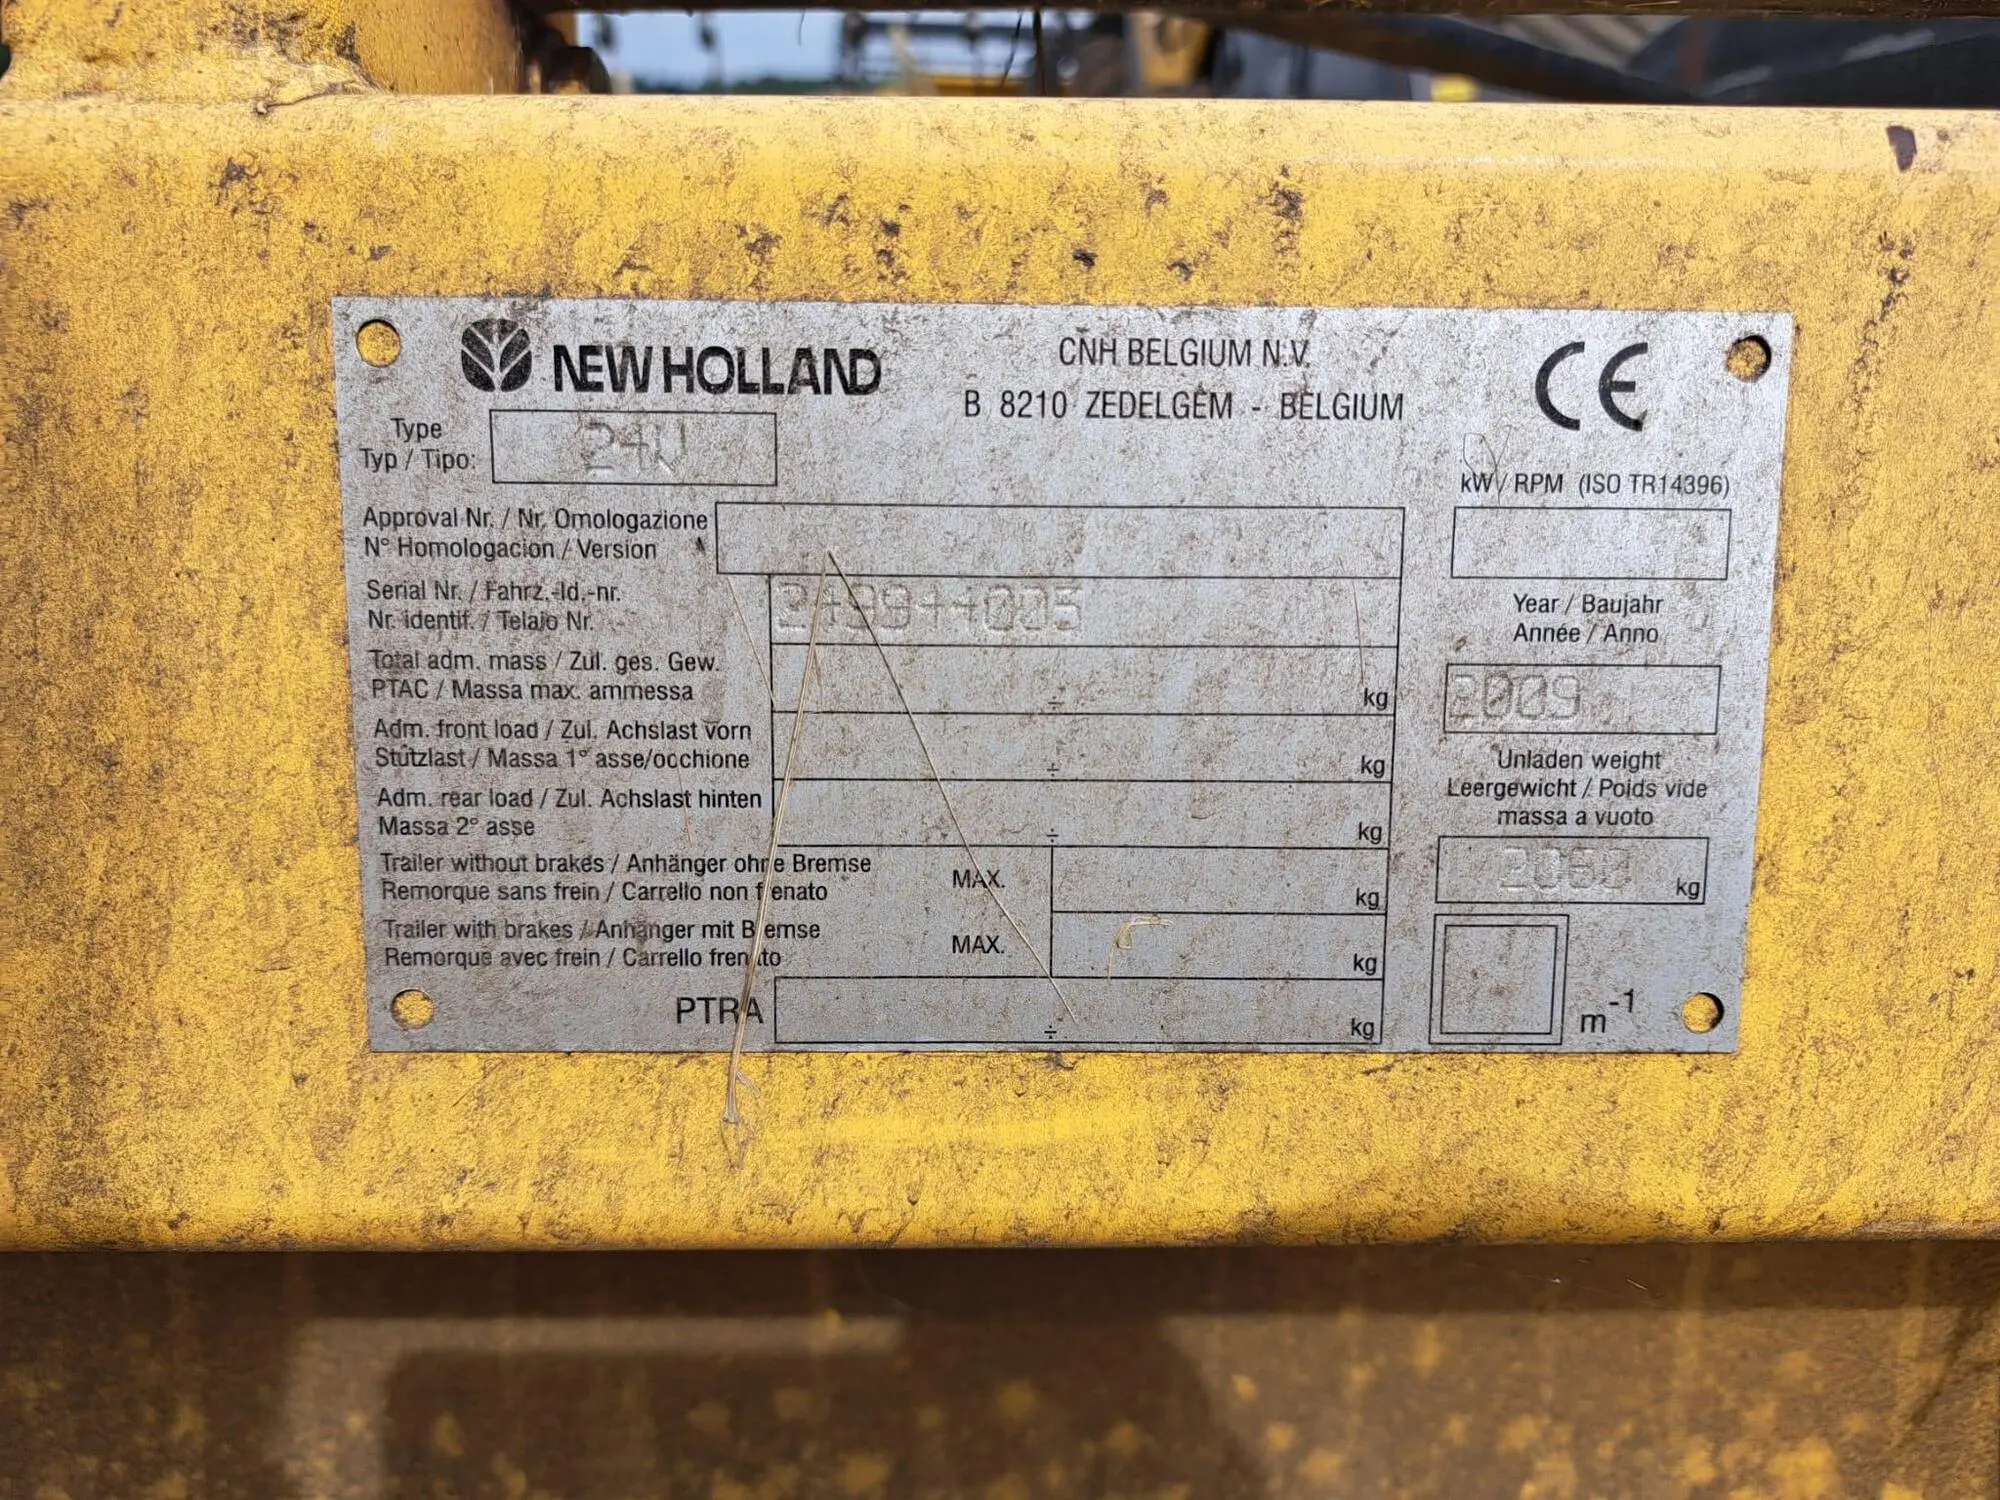 NEW HOLLAND
CNH BELGIUM N.V.
B 8210 ZEDELGEM - BELGIUM
CE
Type
Typ / Tipo:
24W
kW / RPM (ISO TR14396)
Approval Nr. / Nr. Omologazione
N° Homologacion / Version
Serial Nr. / Fahrz.-Id.-nr.
Nr. identif. / Telaio Nr.
Year / Baujahr
Année / Anno
2009
Total adm. mass / Zul. ges. Gew.
PTAC / Massa max. ammessa
÷ kg
Adm. front load / Zul. Achslast vorn
Stützlast / Massa 1° asse/occhione
÷ kg
Unladen weight
Leergewicht / Poids vide
massa a vuoto
kg
Adm. rear load / Zul. Achslast hinten
Massa 2° asse
÷ kg
Trailer without brakes / Anhänger ohne Bremse
Remorque sans frein / Carrello non frenato
MAX. kg
Trailer with brakes / Anhänger mit Bremse
Remorque avec frein / Carrello frenato
MAX. kg
PTRA ÷ kg
m-1